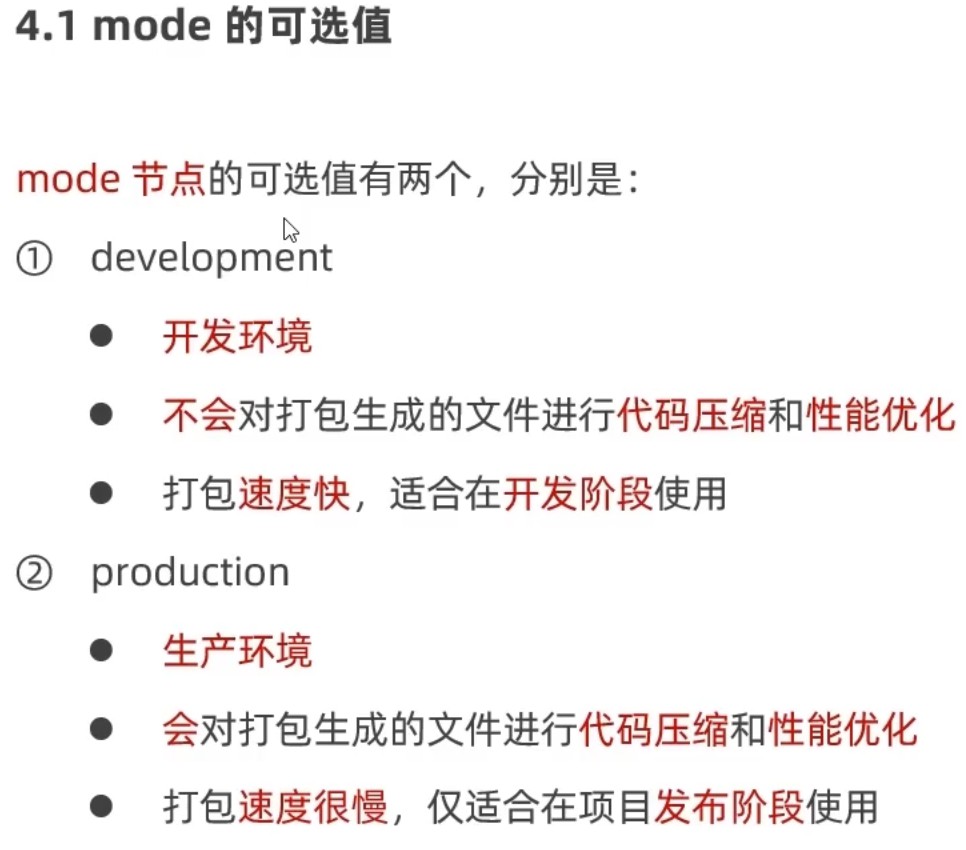 4.1 mode 的可选值
mode 节点的可选值有两个，分别是：
① development
● 开发环境
● 不会对打包生成的文件进行代码压缩和性能优化
● 打包速度快，适合在开发阶段使用
② production
● 生产环境
● 会对打包生成的文件进行代码压缩和性能优化
● 打包速度很慢，仅适合在项目发布阶段使用